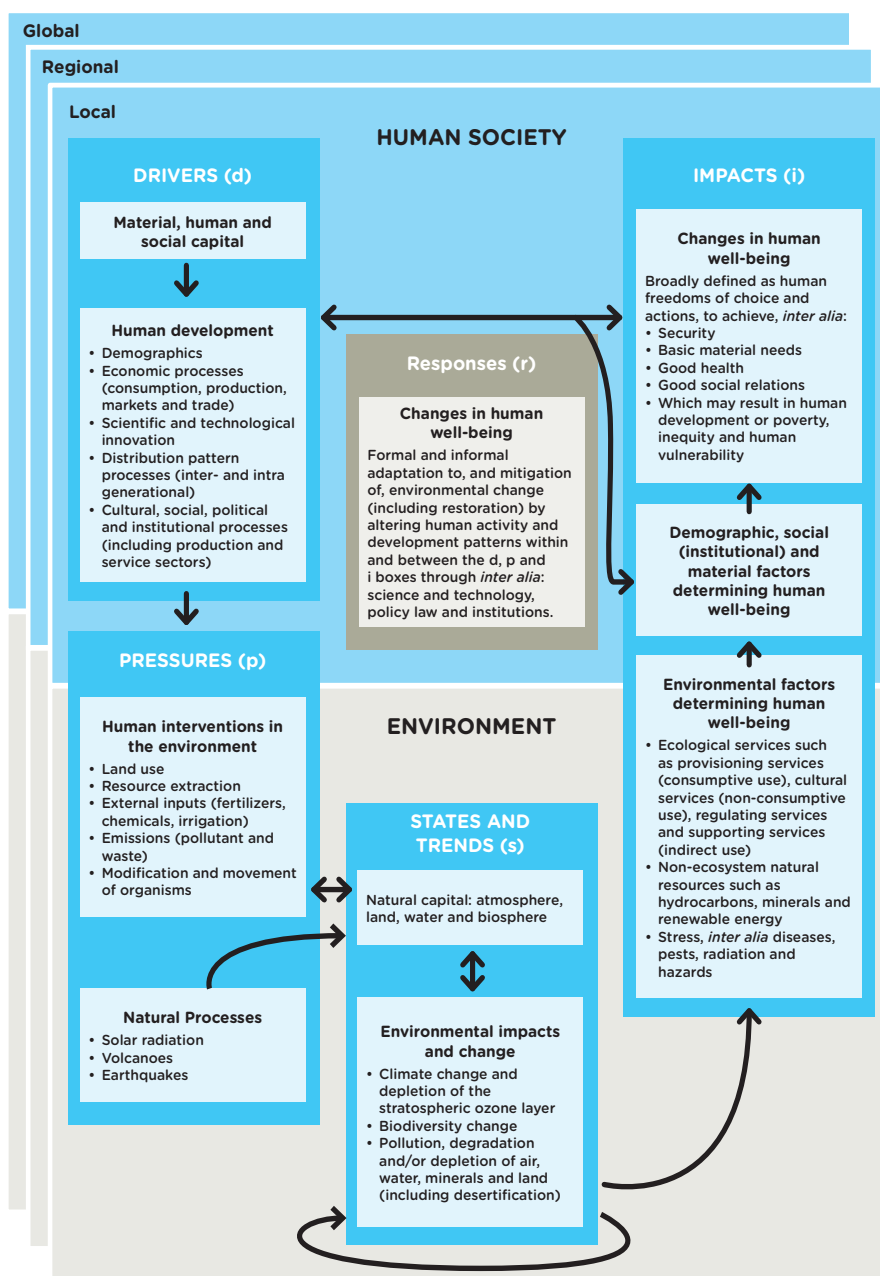 Global
Regional
Local
HUMAN SOCIETY
DRIVERS (d)
Material, human and
social capital
Human development
• Demographics
• Economic processes
(consumption, production,
markets and trade)
• Scientific and technological
innovation
• Distribution pattern
processes (inter- and intra
generational)
• Cultural, social, political
and institutional processes
(including production and
service sectors)
PRESSURES (p)
Human interventions in
the environment
• Land use
• Resource extraction
• External inputs (fertilizers,
chemicals, irrigation)
• Emissions (pollutant and
waste)
• Modification and movement
of organisms
Natural Processes
• Solar radiation
• Volcanoes
• Earthquakes
Responses (r)
Changes in human
well-being
Formal and informal
adaptation to, and mitigation
of, environmental change
(including restoration) by
altering human activity and
development patterns within
and between the d, p and
i boxes through inter alia:
science and technology,
policy law and institutions.
ENVIRONMENT
STATES AND
TRENDS (s)
Natural capital: atmosphere,
land, water and biosphere
Environmental impacts
and change
• Climate change and
depletion of the
stratospheric ozone layer
• Biodiversity change
• Pollution, degradation
and/or depletion of air,
water, minerals and land
(including desertification)
IMPACTS (i)
Changes in human
well-being
Broadly defined as human
freedoms of choice and
actions, to achieve, inter alia:
• Security
• Basic material needs
• Good health
• Good social relations
• Which may result in human
development or poverty,
inequity and human
vulnerability
Demographic, social
(institutional) and
material factors
determining human
well-being
Environmental factors
determining human
well-being
• Ecological services such
as provisioning services
(consumptive use), cultural
services (non-consumptive
use), regulating services
and supporting services
(indirect use)
• Non-ecosystem natural
resources such as
hydrocarbons, minerals and
renewable energy
• Stress, inter alia diseases,
pests, radiation and
hazards